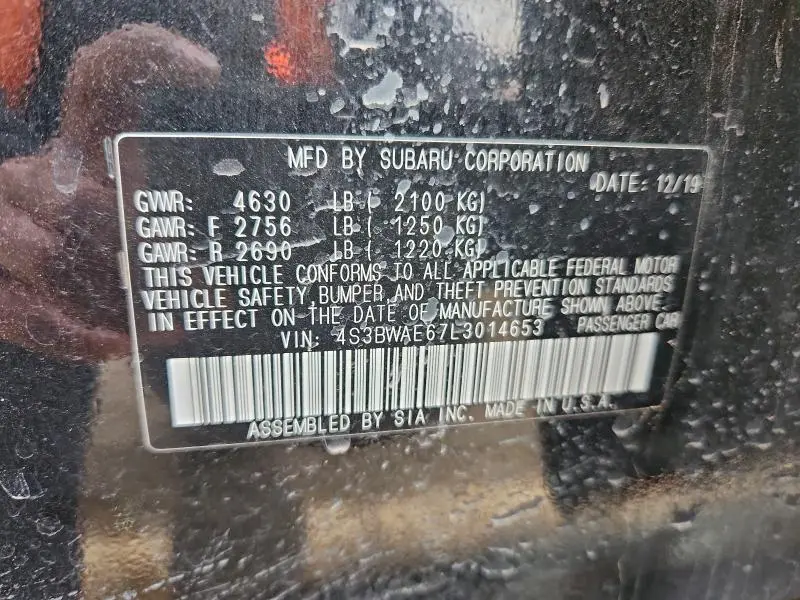 MFD BY SUBARU CORPORATION
DATE: 12/19
GVWR: 4630 LB ( 2100 KG)
GAWR: F 2756 LB ( 1250 KG)
GAWR: R 2690 LB ( 1220 KG)
THIS VEHICLE CONFORMS TO ALL APPLICABLE FEDERAL MOTOR
VEHICLE SAFETY, BUMPER, AND THEFT PREVENTION STANDARDS
IN EFFECT ON THE DATE OF MANUFACTURE SHOWN ABOVE.
VIN: 4S3BWAE67L3014653 PASSENGER CAR
ASSEMBLED BY SIA INC. MADE IN U.S.A.